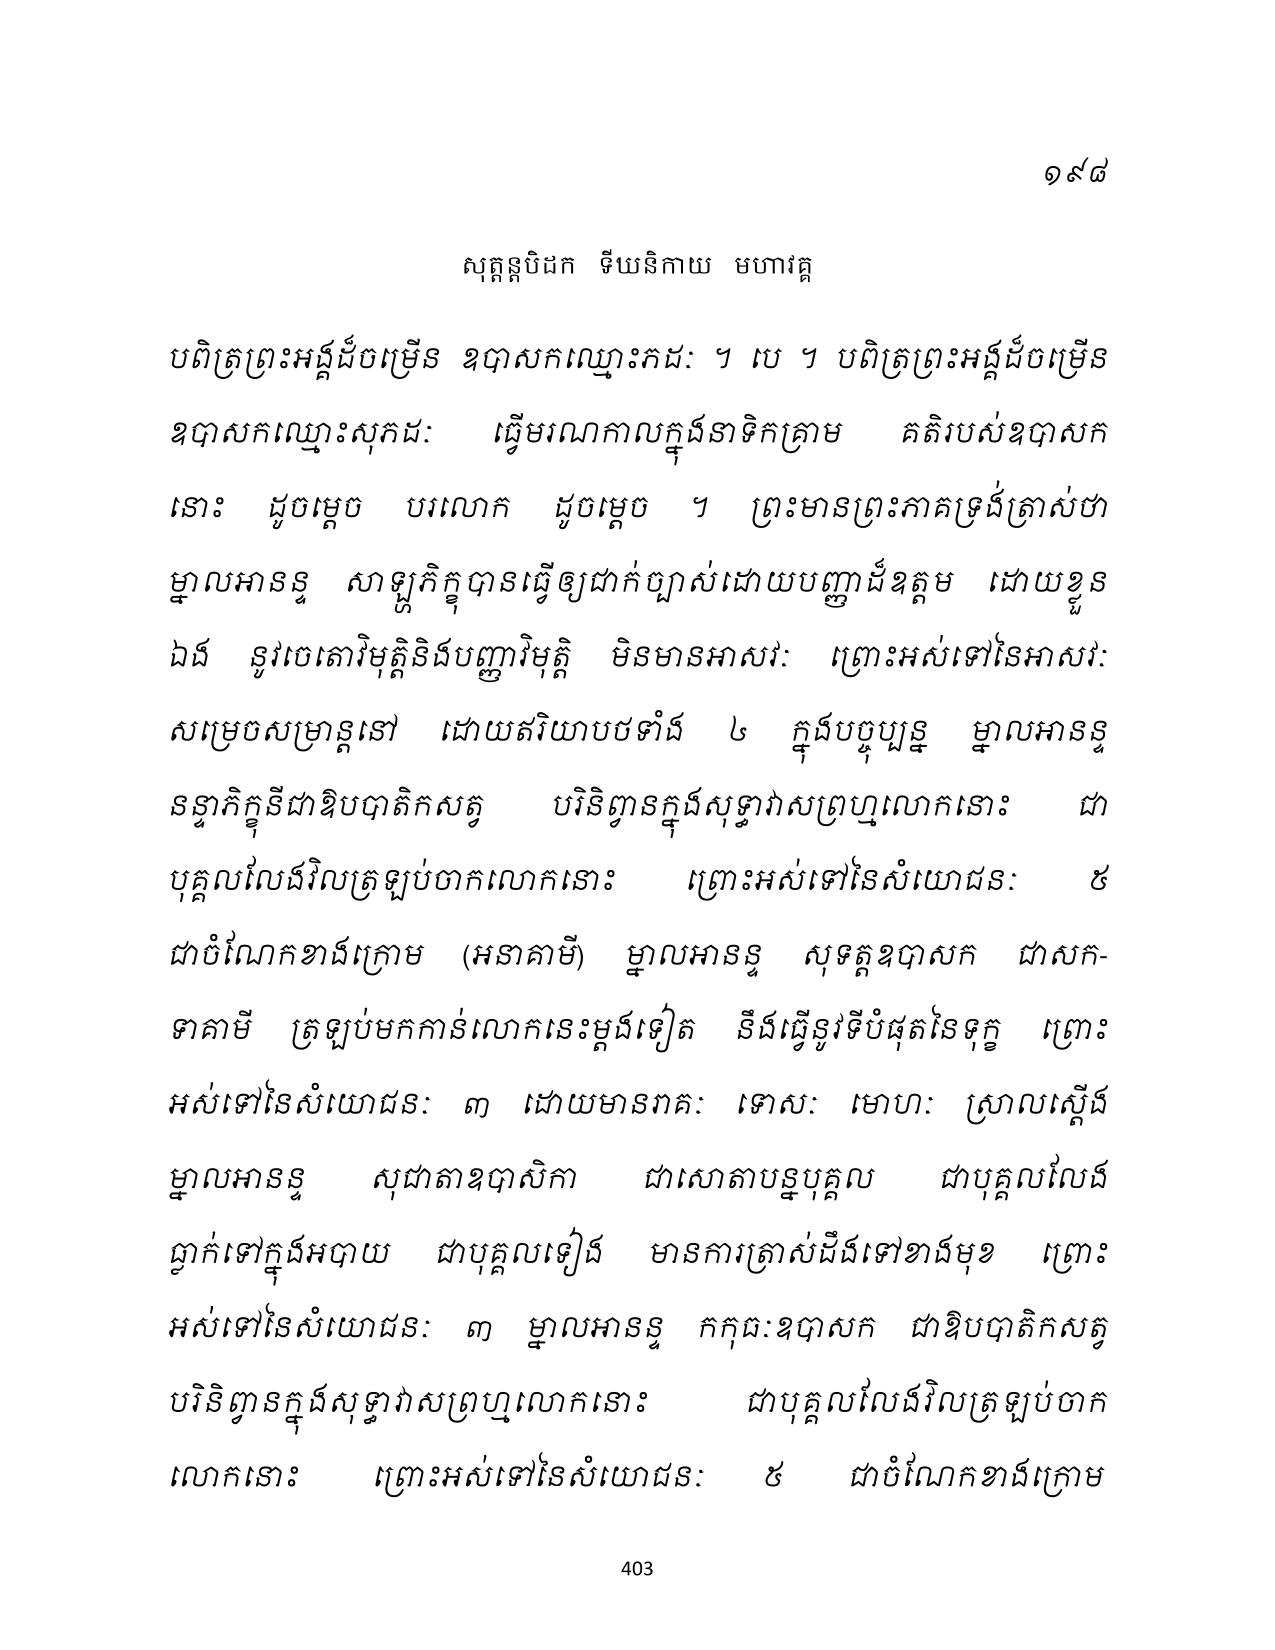 ១៩៨
សុត្តន្តបិដក ទីឃនិកាយ មហាវគ្គ
បពិត្រព្រះអង្គដ៏ចម្រើន ឧបាសកឈ្មោះភដៈ ។ បេ ។ បពិត្រព្រះអង្គដ៏ចម្រើន
ឧបាសកឈ្មោះសុភដៈ ធ្វើមរណកាលក្នុងនាទិកគ្រាម គតិរបស់ឧបាសក
នោះ ដូចម្តេច បរលោក ដូចម្តេច ។ ព្រះមានព្រះភាគទ្រង់ត្រាស់ថា
ម្នាលអានន្ទ សាឡ្ហភិក្ខុបានធ្វើឲ្យជាក់ច្បាស់ដោយបញ្ញាដ៏ឧត្តម ដោយខ្លួន
ឯង នូវចេតោវិមុត្តិនិងបញ្ញាវិមុត្តិ មិនមានអាសវៈ ព្រោះអស់ទៅនៃអាសវៈ
សម្រេចសម្រាន្តនៅ ដោយឥរិយាបថទាំង ៤ ក្នុងបច្ចុប្បន្ន ម្នាលអានន្ទ
នន្ទាភិក្ខុនីជាឱបបាតិកសត្វ បរិនិព្វានក្នុងសុទ្ធាវាសព្រហ្មលោកនោះ ជា
បុគ្គលលែងវិលត្រឡប់ចាកលោកនោះ ព្រោះអស់ទៅនៃសំយោជនៈ ៥
ជាចំណែកខាងក្រោម (អនាគាមី) ម្នាលអានន្ទ សុទត្តឧបាសក ជាសក-
ទាគាមី ត្រឡប់មកកាន់លោកនេះម្តងទៀត នឹងធ្វើនូវទីបំផុតនៃទុក្ខ ព្រោះ
អស់ទៅនៃសំយោជនៈ ៣ ដោយមានរាគៈ ទោសៈ មោហៈ ស្រាលស្តើង
ម្នាលអានន្ទ សុជាតាឧបាសិកា ជាសោតាបន្នបុគ្គល ជាបុគ្គលលែង
ធ្លាក់ទៅក្នុងអបាយ ជាបុគ្គលទៀង មានការត្រាស់ដឹងទៅខាងមុខ ព្រោះ
អស់ទៅនៃសំយោជនៈ ៣ ម្នាលអានន្ទ កកុធៈឧបាសក ជាឱបបាតិកសត្វ
បរិនិព្វានក្នុងសុទ្ធាវាសព្រហ្មលោកនោះ ជាបុគ្គលលែងវិលត្រឡប់ចាក
លោកនោះ ព្រោះអស់ទៅនៃសំយោជនៈ ៥ ជាចំណែកខាងក្រោម
403